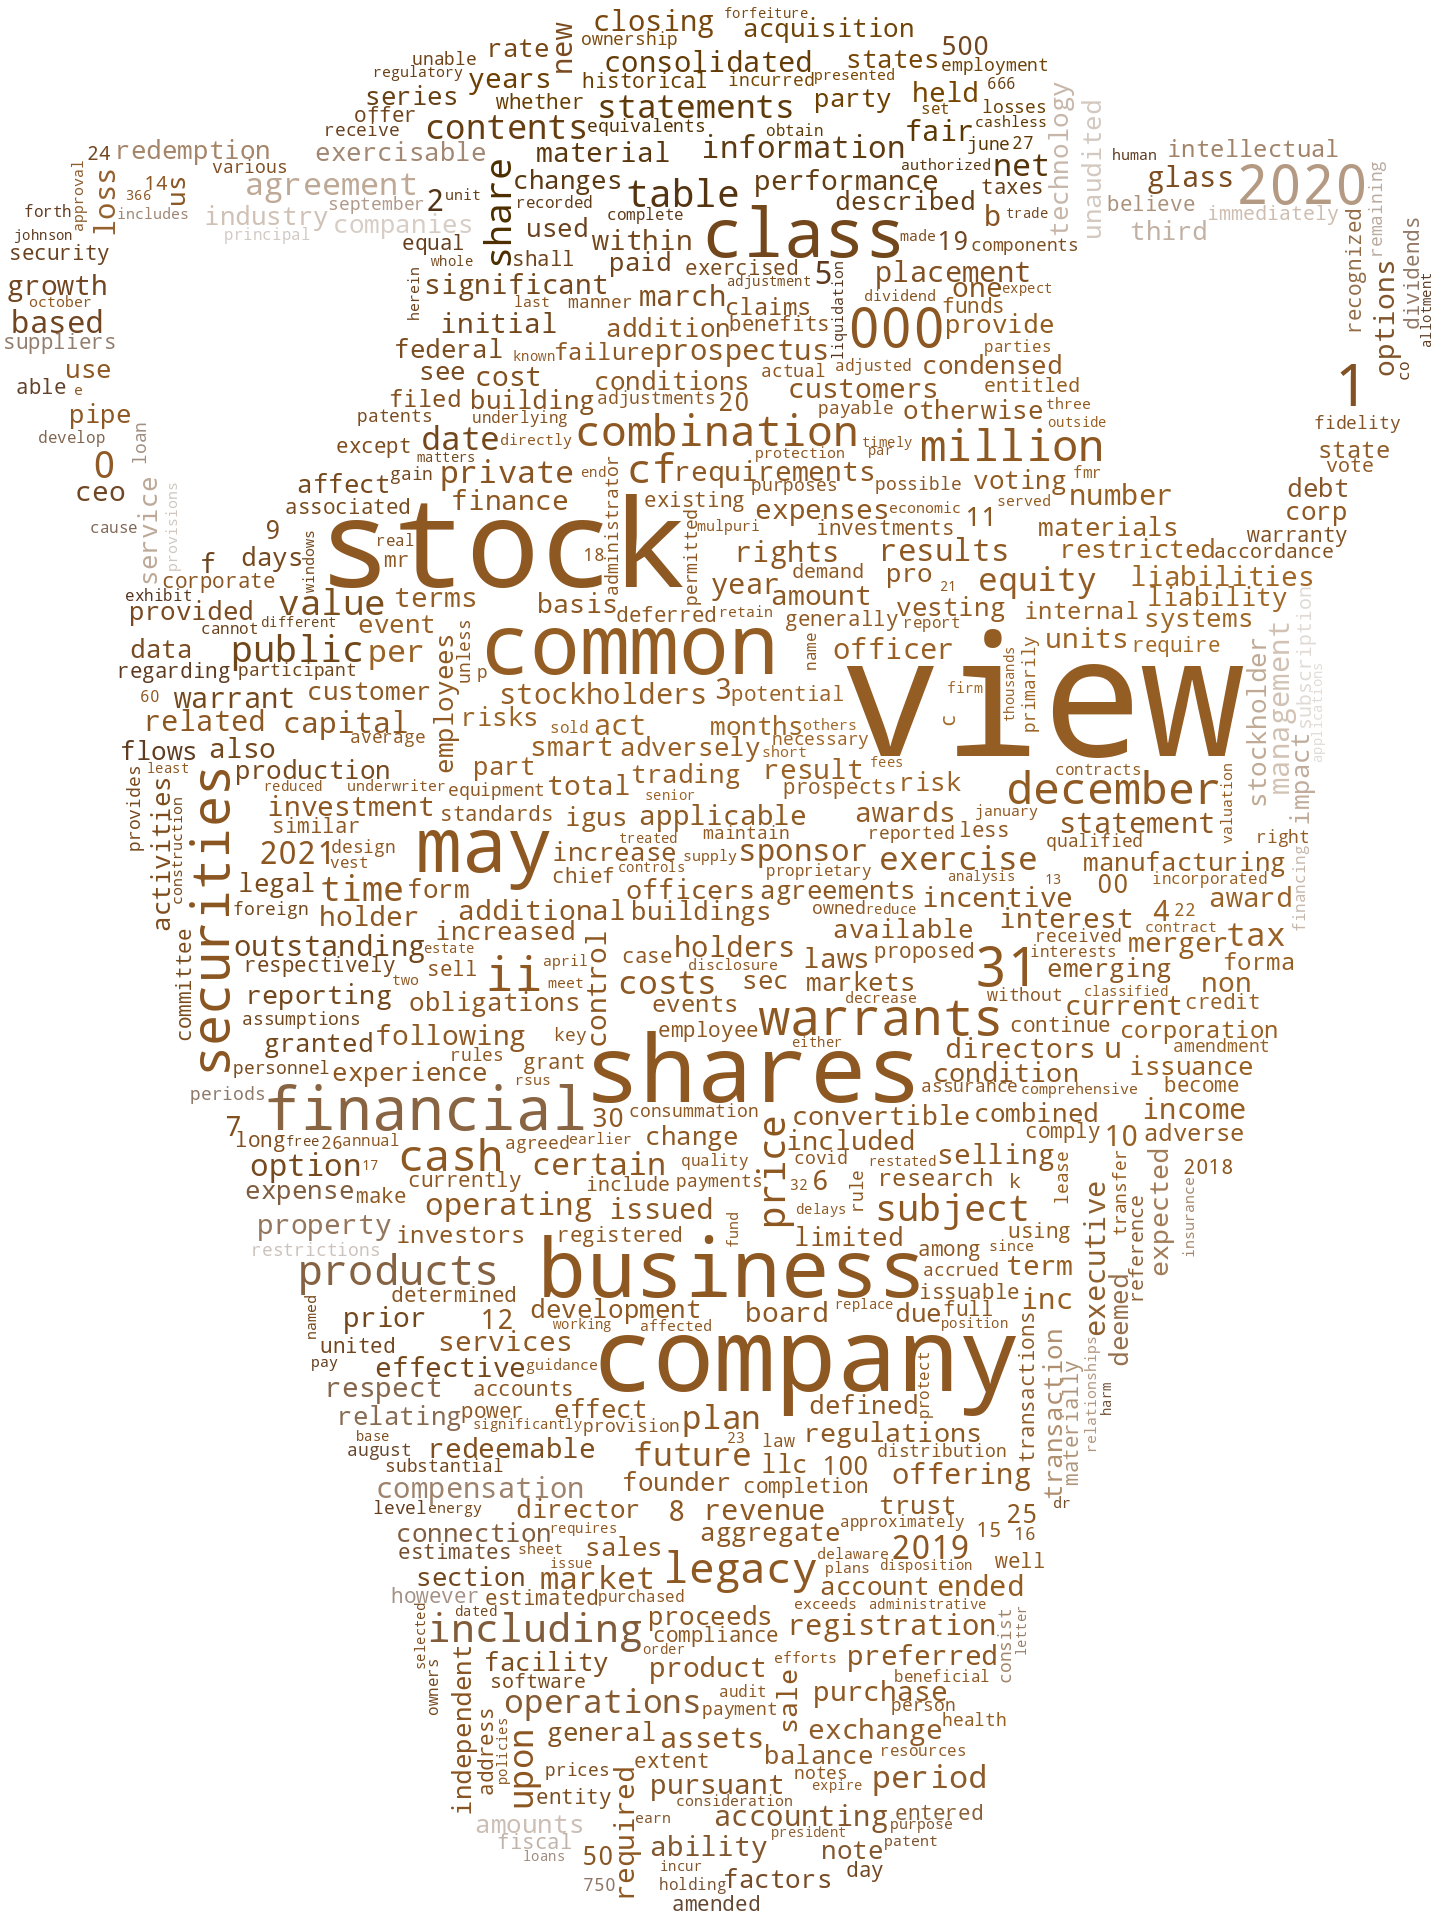 forfeiture
closing acquisition
ownership
new rate consolidated states 500
unable employment
regulatory years historical incurred presented 666
series whether statements party held set losses
offer contents equivalents obtain fair cashless
receive june 27
24 redemption various exercisable share material information authorized net technology unaudited human intellectual
approval 14 366 us loss agreement changes table performance taxes glass 2020
forth includes september 2 unit recorded complete described b trade believe immediately remaining
johnson industry companies principal used within class made 19 components third
security equal whole shall paid exercised 5 placement recognized dividends
growth october herein significant last manner march adjustment claims liquidation dividend one expect funds options allotment
based initial addition benefits 000 provide
suppliers federal known failure prospectus parties
use see cost conditions actual adjusted condensed 1 co
able e filed building adjustments 20 customers entitled
pipe patents underlying payable otherwise three fidelity
develop loan except date directly combination timely million outside state
0 matters gain private end cf requirements protection par vote
ceo affect finance administrator existing purposes possible voting fmr number debt
service provisions associated stock expenses economic 11 served corp
cause 9 real mulpuri investments materials warranty
f days windows mr 18 permitted rights results restricted accordance
corporate year demand pro 21 equity liabilities
exhibit provided value terms basis deferred retain amount vesting internal liability
cannot different event generally report systems
data public per employees unless common name officer view units require
regarding participant p
60 warrant customer stockholders 3 potential firm thousands primarily stockholder management subscription
related capital risks sold act months others c applications
flows also average smart adversely short necessary
least production part trading result fees contracts december impact
provides reduced underwriter equipment total senior prospects risk
securities investment standards igus applicable awards january statement valuation
activities construction similar may treated maintain reported less qualified right
2021 design increase supply sponsor exercise manufacturing
vest chief controls proprietary analysis 13 00 incorporated
legal time form officers agreements incentive award financing
foreign holder additional buildings owned reduce interest 4 22
increased available received contract
outstanding estate control case holders laws proposed 31 interests merger tax
committee respectively two sell ii april disclosure sec markets emerging forma
reporting meet costs without classified non
assumptions obligations events decrease current credit
granted following key employee warrants continue corporation
rules either directors u amendment
personnel experience grant shares condition issuance
periods rsus assurance comprehensive become
financial 30 consummation convertible combined income
7 long free 26 annual agreed earlier change included comply 10 adverse
option 17 cash certain quality price covid restated selling 2018
expense make currently include payments 32 6 rule research k lease transfer expected
operating issued delays subject
property investors registered fund limited using executive reference insurance
restrictions among since
products business accrued term
determined issuable
named prior 12 development board replace due full inc deemed
united services working affected position
pay effective guidance company transactions transaction
respect accounts protect relationships harm
relating power effect plan defined materially
significantly provision regulations
base august redeemable future 23 law distribution
substantial llc 100 offering
compensation founder completion
level energy director 8 revenue trust dr
connection requires aggregate approximately 15 25 16
estimates sheet sales delaware 2019
section issue market legacy plans disposition well
however estimated purchased account ended
selected dated exceeds administrative
including proceeds registration consist letter
order compliance
owners independent facility product efforts preferred
software audit beneficial
operations payment sale purchase person
address policies upon general assets exchange health
extent balance resources
prices notes
entity pursuant expire period
required consideration
amounts earn accounting entered
fiscal president purpose
loans 50 ability note patent
incur day
750 holding factors
amended